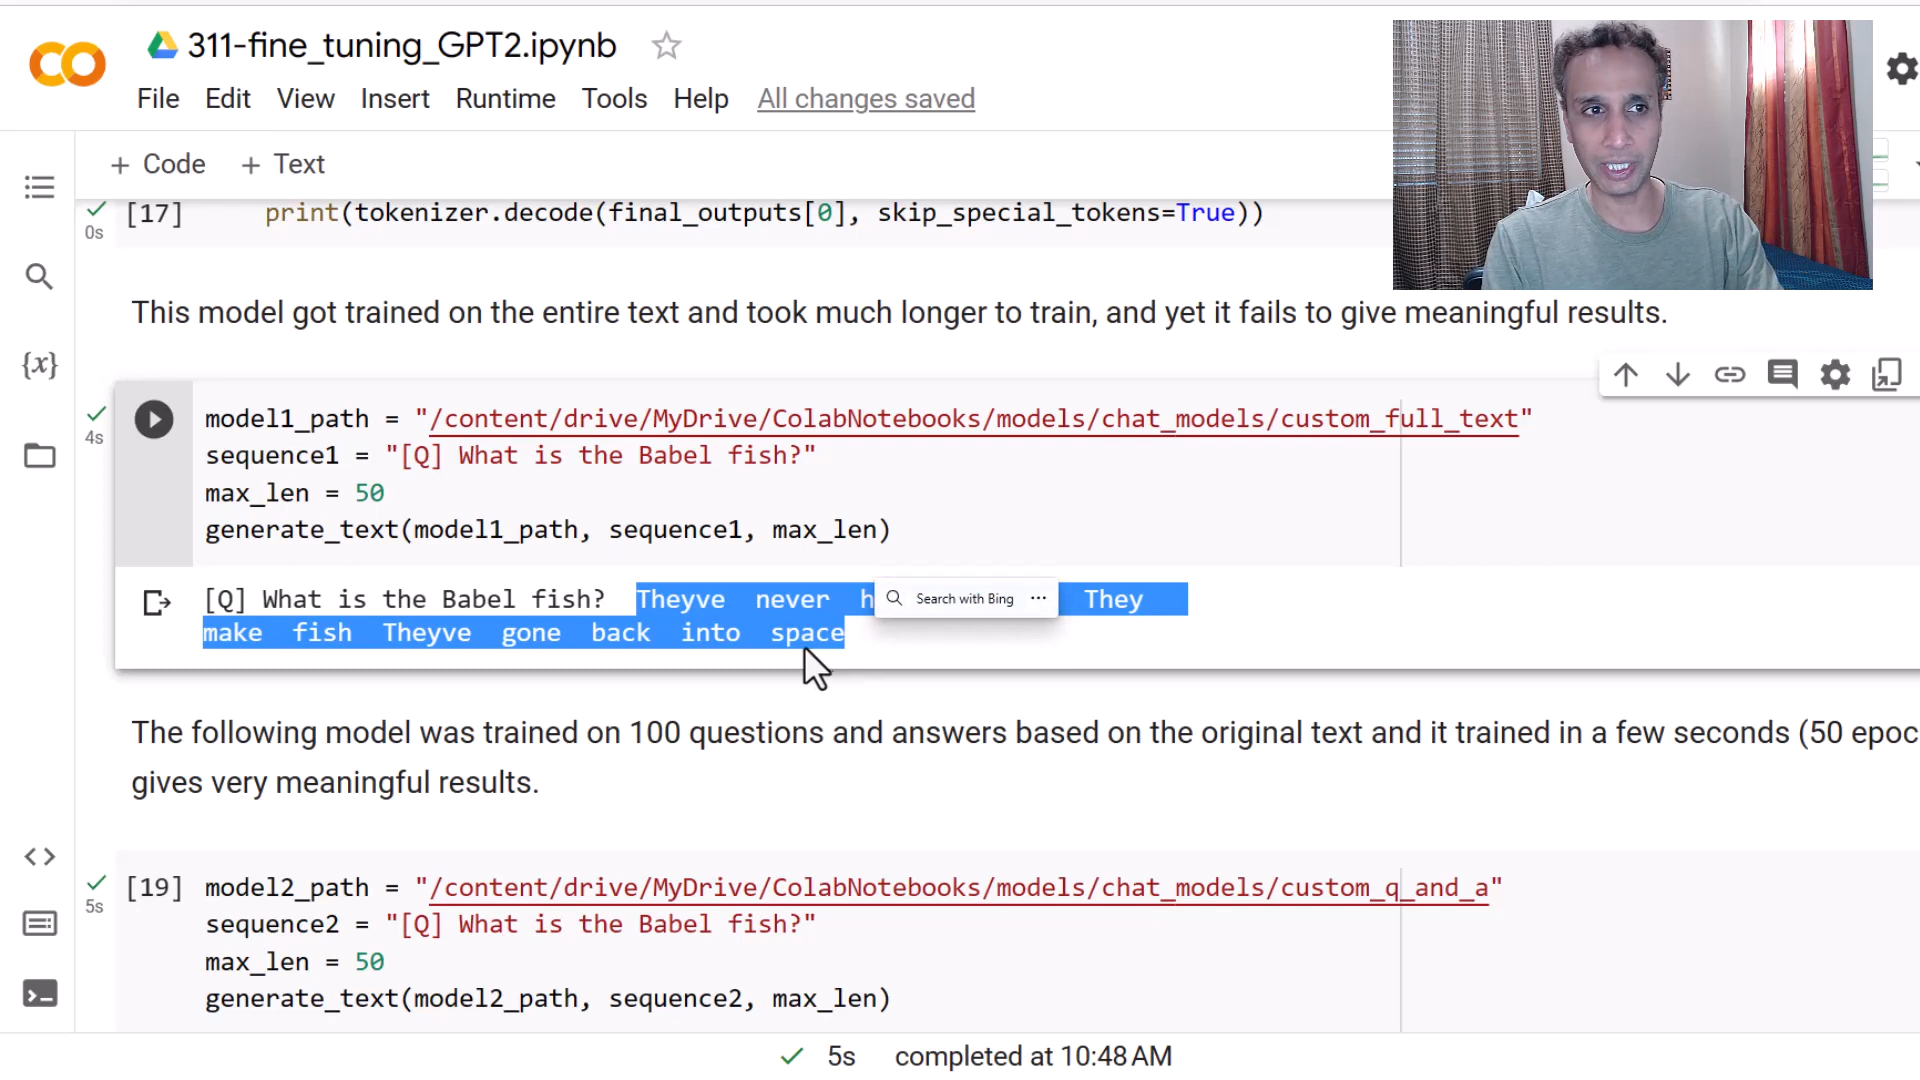 311-fine_tuning_GPT2.ipynb
File Edit View Insert Runtime Tools Help All changes saved
+ Code + Text
[17] print(tokenizer.decode(final_outputs[0], skip_special_tokens=True))
0s
This model got trained on the entire text and took much longer to train, and yet it fails to give meaningful results.
{x}
model1_path = "/content/drive/MyDrive/ColabNotebooks/models/chat_models/custom_full_text"
4s
sequence1 = "[Q] What is the Babel fish?"
max_len = 50
generate_text(model1_path, sequence1, max_len)
[Q] What is the Babel fish? Theyve never h Search with Bing ... They
make fish Theyve gone back into space
The following model was trained on 100 questions and answers based on the original text and it trained in a few seconds (50 epoc
gives very meaningful results.
[19] model2_path = "/content/drive/MyDrive/ColabNotebooks/models/chat_models/custom_q_and_a"
5s
sequence2 = "[Q] What is the Babel fish?"
max_len = 50
generate_text(model2_path, sequence2, max_len)
5s completed at 10:48 AM